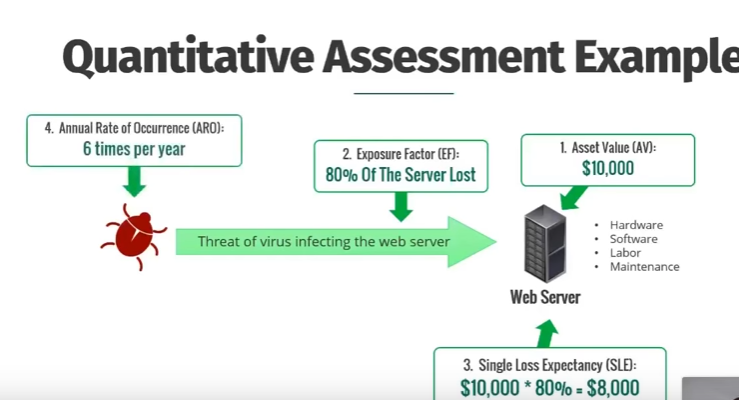 Quantitative Assessment Example
4. Annual Rate of Occurrence (ARO):
6 times per year
2. Exposure Factor (EF):
80% Of The Server Lost
1. Asset Value (AV):
$10,000
Threat of virus infecting the web server
• Hardware
• Software
• Labor
• Maintenance
Web Server
3. Single Loss Expectancy (SLE):
$10,000 * 80% = $8,000